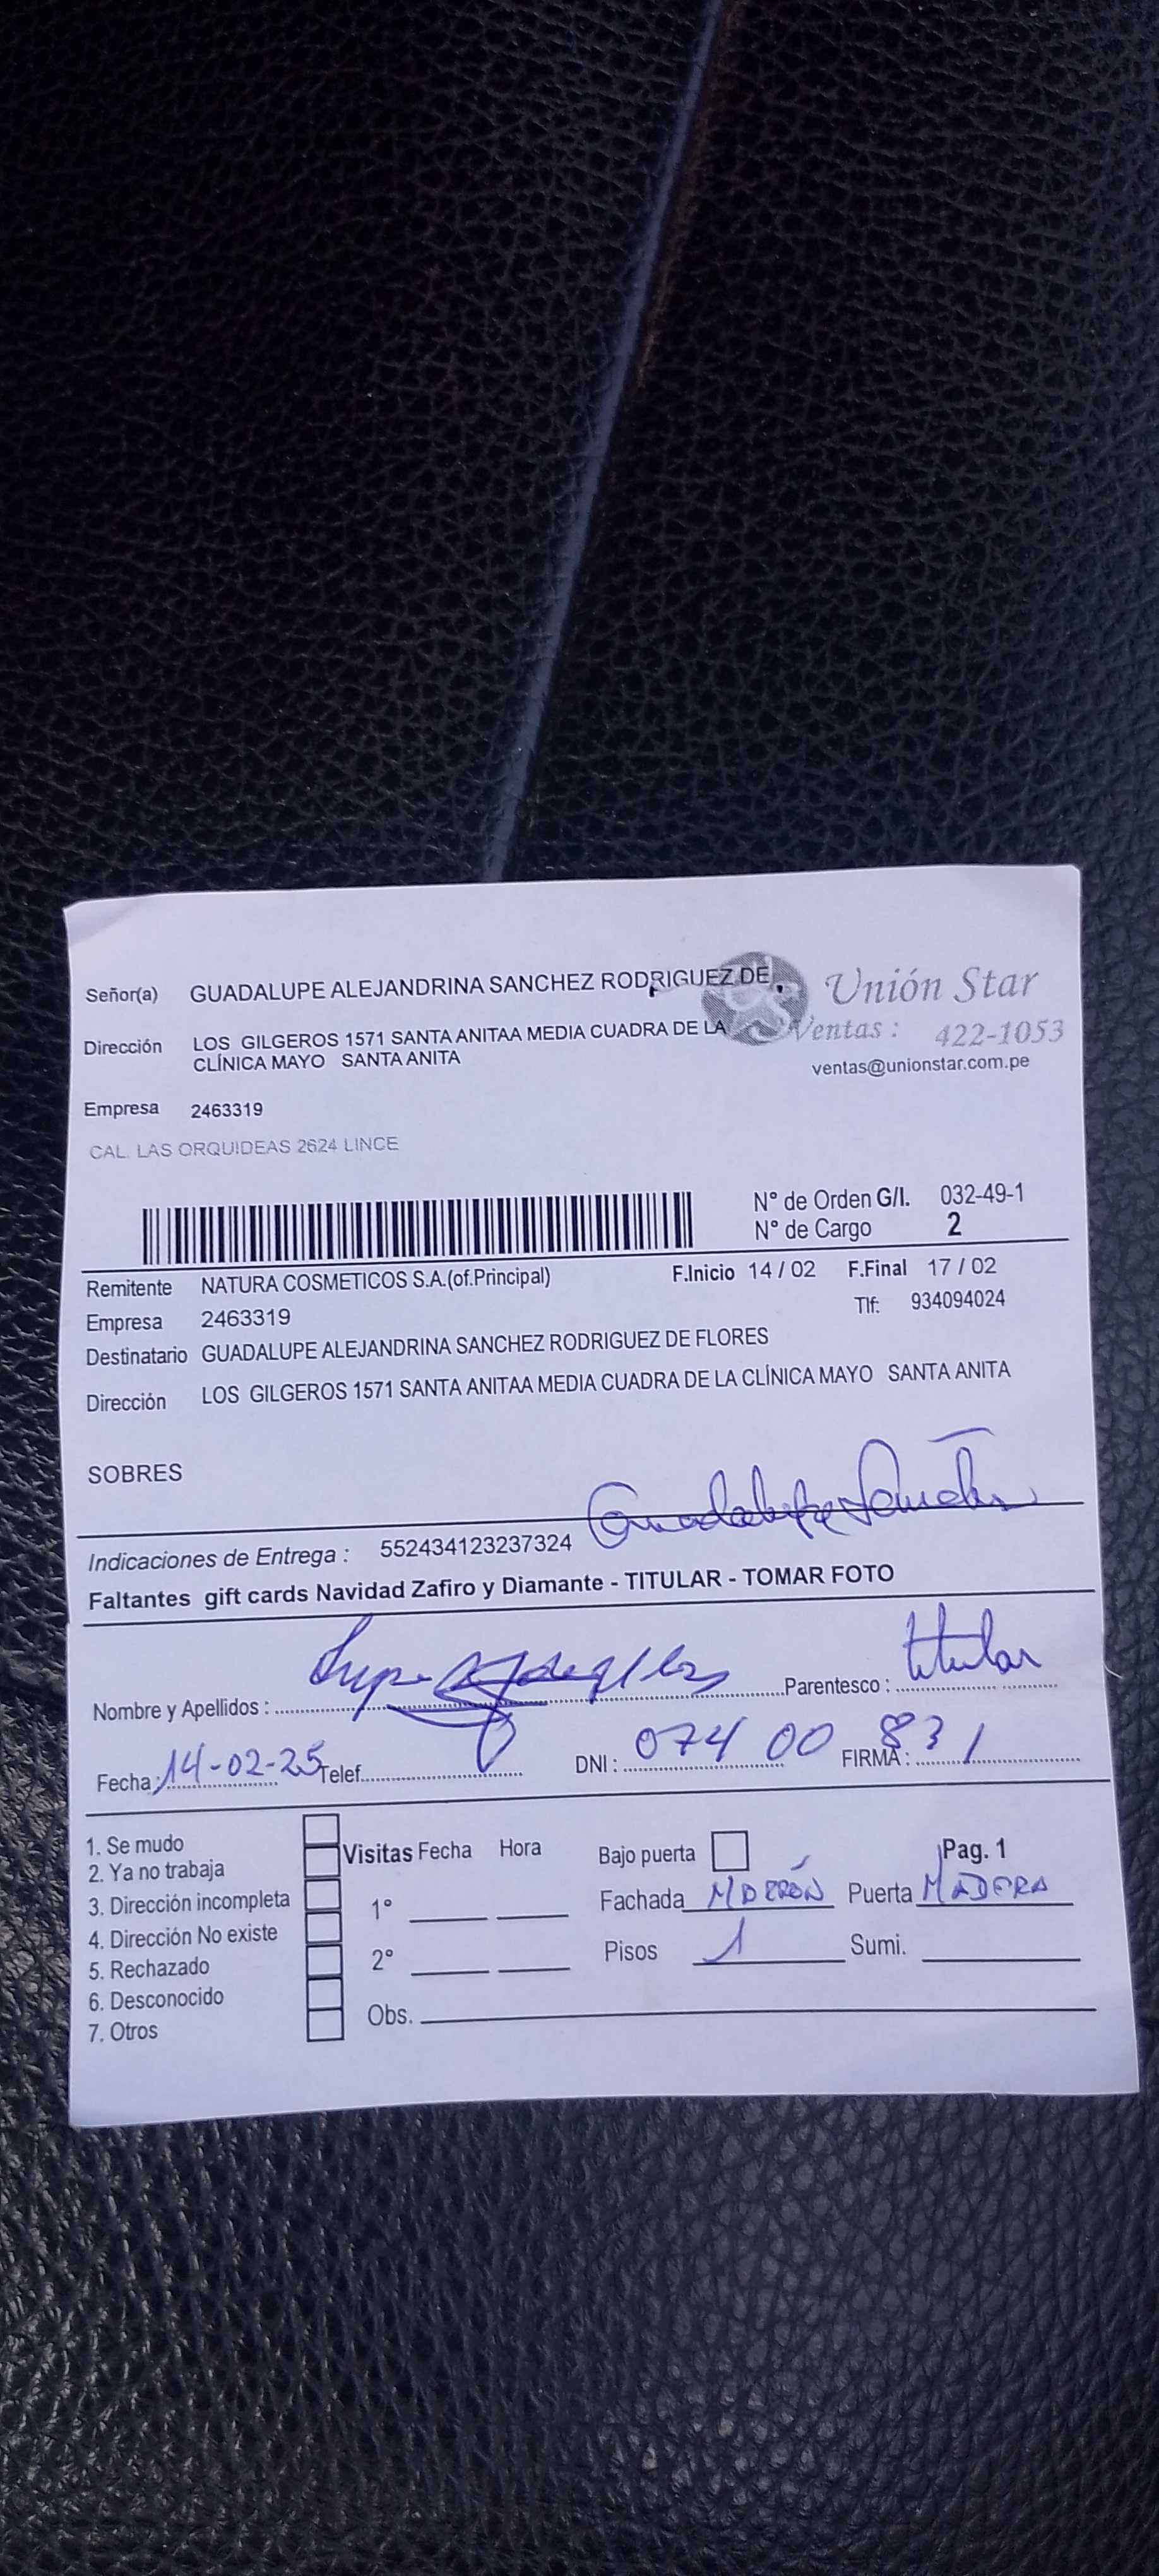 Señor(a) GUADALUPE ALEJANDRINA SANCHEZ RODRIGUEZ DE
Unión Star
Dirección LOS GILGEROS 1571 SANTA ANITAA MEDIA CUADRA DE LA
CLÍNICA MAYO SANTA ANITA
Ventas : 422-1053
ventas@unionstar.com.pe
Empresa 2463319
CAL. LAS ORQUIDEAS 2624 LINCE
N° de Orden G/I. 032-49-1
N° de Cargo 2
Remitente NATURA COSMETICOS S.A.(of.Principal) F.Inicio 14 / 02 F.Final 17 / 02
Empresa 2463319 Tlf: 934094024
Destinatario GUADALUPE ALEJANDRINA SANCHEZ RODRIGUEZ DE FLORES
Dirección LOS GILGEROS 1571 SANTA ANITAA MEDIA CUADRA DE LA CLÍNICA MAYO SANTA ANITA
SOBRES
Guadalupe Sanchez
Indicaciones de Entrega : 552434123237324
Faltantes gift cards Navidad Zafiro y Diamante - TITULAR - TOMAR FOTO
Nombre y Apellidos : Parentesco : titular
Fecha: 14-02-25 Telef. DNI : 074 00 831 FIRMA :
1. Se mudo
2. Ya no trabaja
3. Dirección incompleta
4. Dirección No existe
5. Rechazado
6. Desconocido
7. Otros
Visitas Fecha Hora
1°
2°
Obs.
Bajo puerta Pag. 1
Fachada MARRÓN Puerta MADERA
Pisos 1 Sumi.